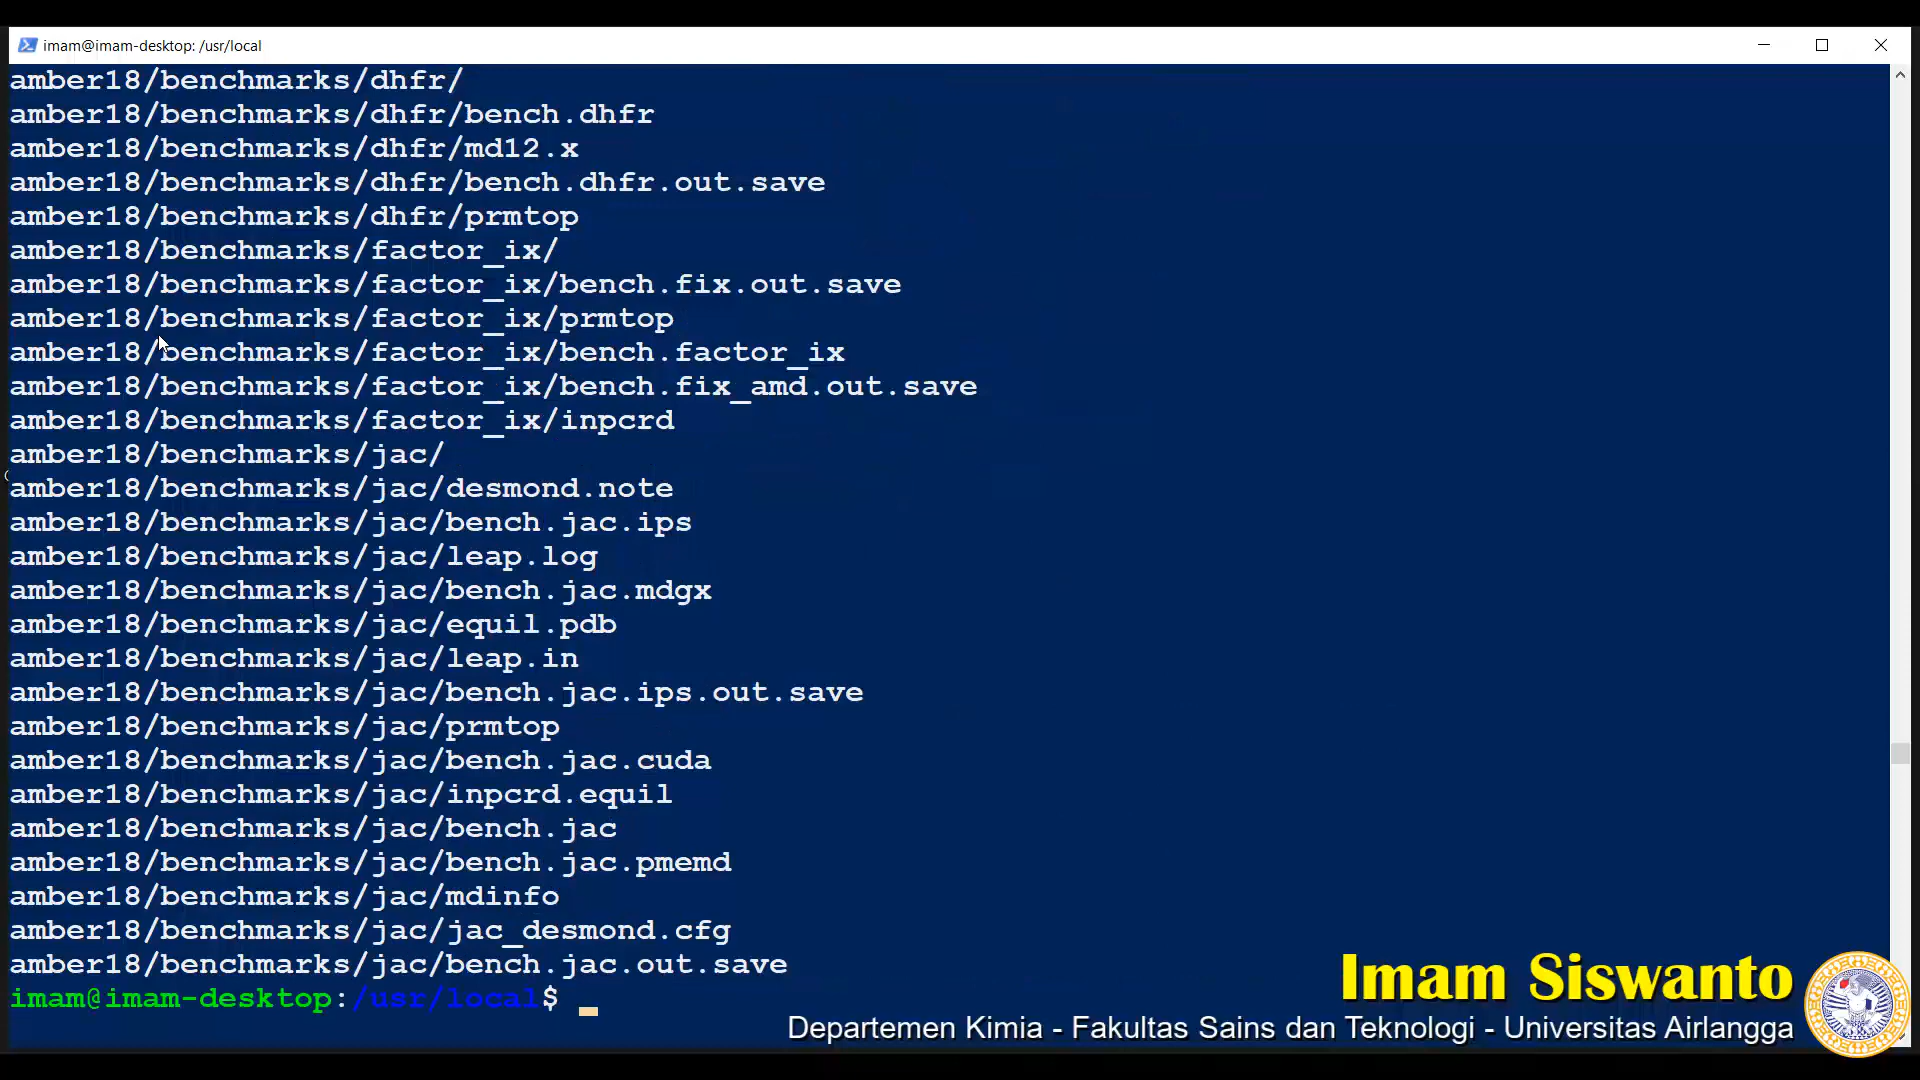 imam@imam-desktop: /usr/local
amber18/benchmarks/dhfr/
amber18/benchmarks/dhfr/bench.dhfr
amber18/benchmarks/dhfr/md12.x
amber18/benchmarks/dhfr/bench.dhfr.out.save
amber18/benchmarks/dhfr/prmtop
amber18/benchmarks/factor_ix/
amber18/benchmarks/factor_ix/bench.fix.out.save
amber18/benchmarks/factor_ix/prmtop
amber18/benchmarks/factor_ix/bench.factor_ix
amber18/benchmarks/factor_ix/bench.fix_amd.out.save
amber18/benchmarks/factor_ix/inpcrd
amber18/benchmarks/jac/
amber18/benchmarks/jac/desmond.note
amber18/benchmarks/jac/bench.jac.ips
amber18/benchmarks/jac/leap.log
amber18/benchmarks/jac/bench.jac.mdgx
amber18/benchmarks/jac/equil.pdb
amber18/benchmarks/jac/leap.in
amber18/benchmarks/jac/bench.jac.ips.out.save
amber18/benchmarks/jac/prmtop
amber18/benchmarks/jac/bench.jac.cuda
amber18/benchmarks/jac/inpcrd.equil
amber18/benchmarks/jac/bench.jac
amber18/benchmarks/jac/bench.jac.pmemd
amber18/benchmarks/jac/mdinfo
amber18/benchmarks/jac/jac_desmond.cfg
amber18/benchmarks/jac/bench.jac.out.save
imam@imam-desktop:/usr/local$
Imam Siswanto
Departemen Kimia - Fakultas Sains dan Teknologi - Universitas Airlangga